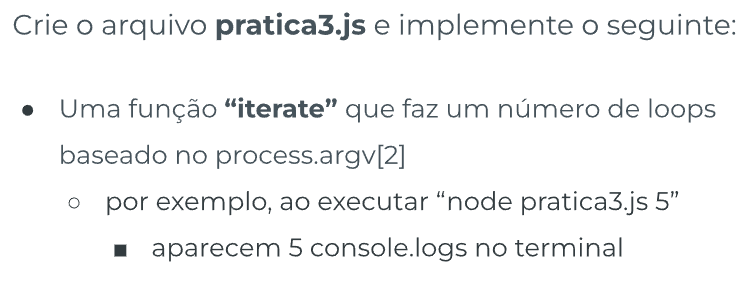 Crie o arquivo pratica3.js e implemente o seguinte:
● Uma função “iterate” que faz um número de loops
baseado no process.argv[2]
○ por exemplo, ao executar “node pratica3.js 5”
■ aparecem 5 console.logs no terminal